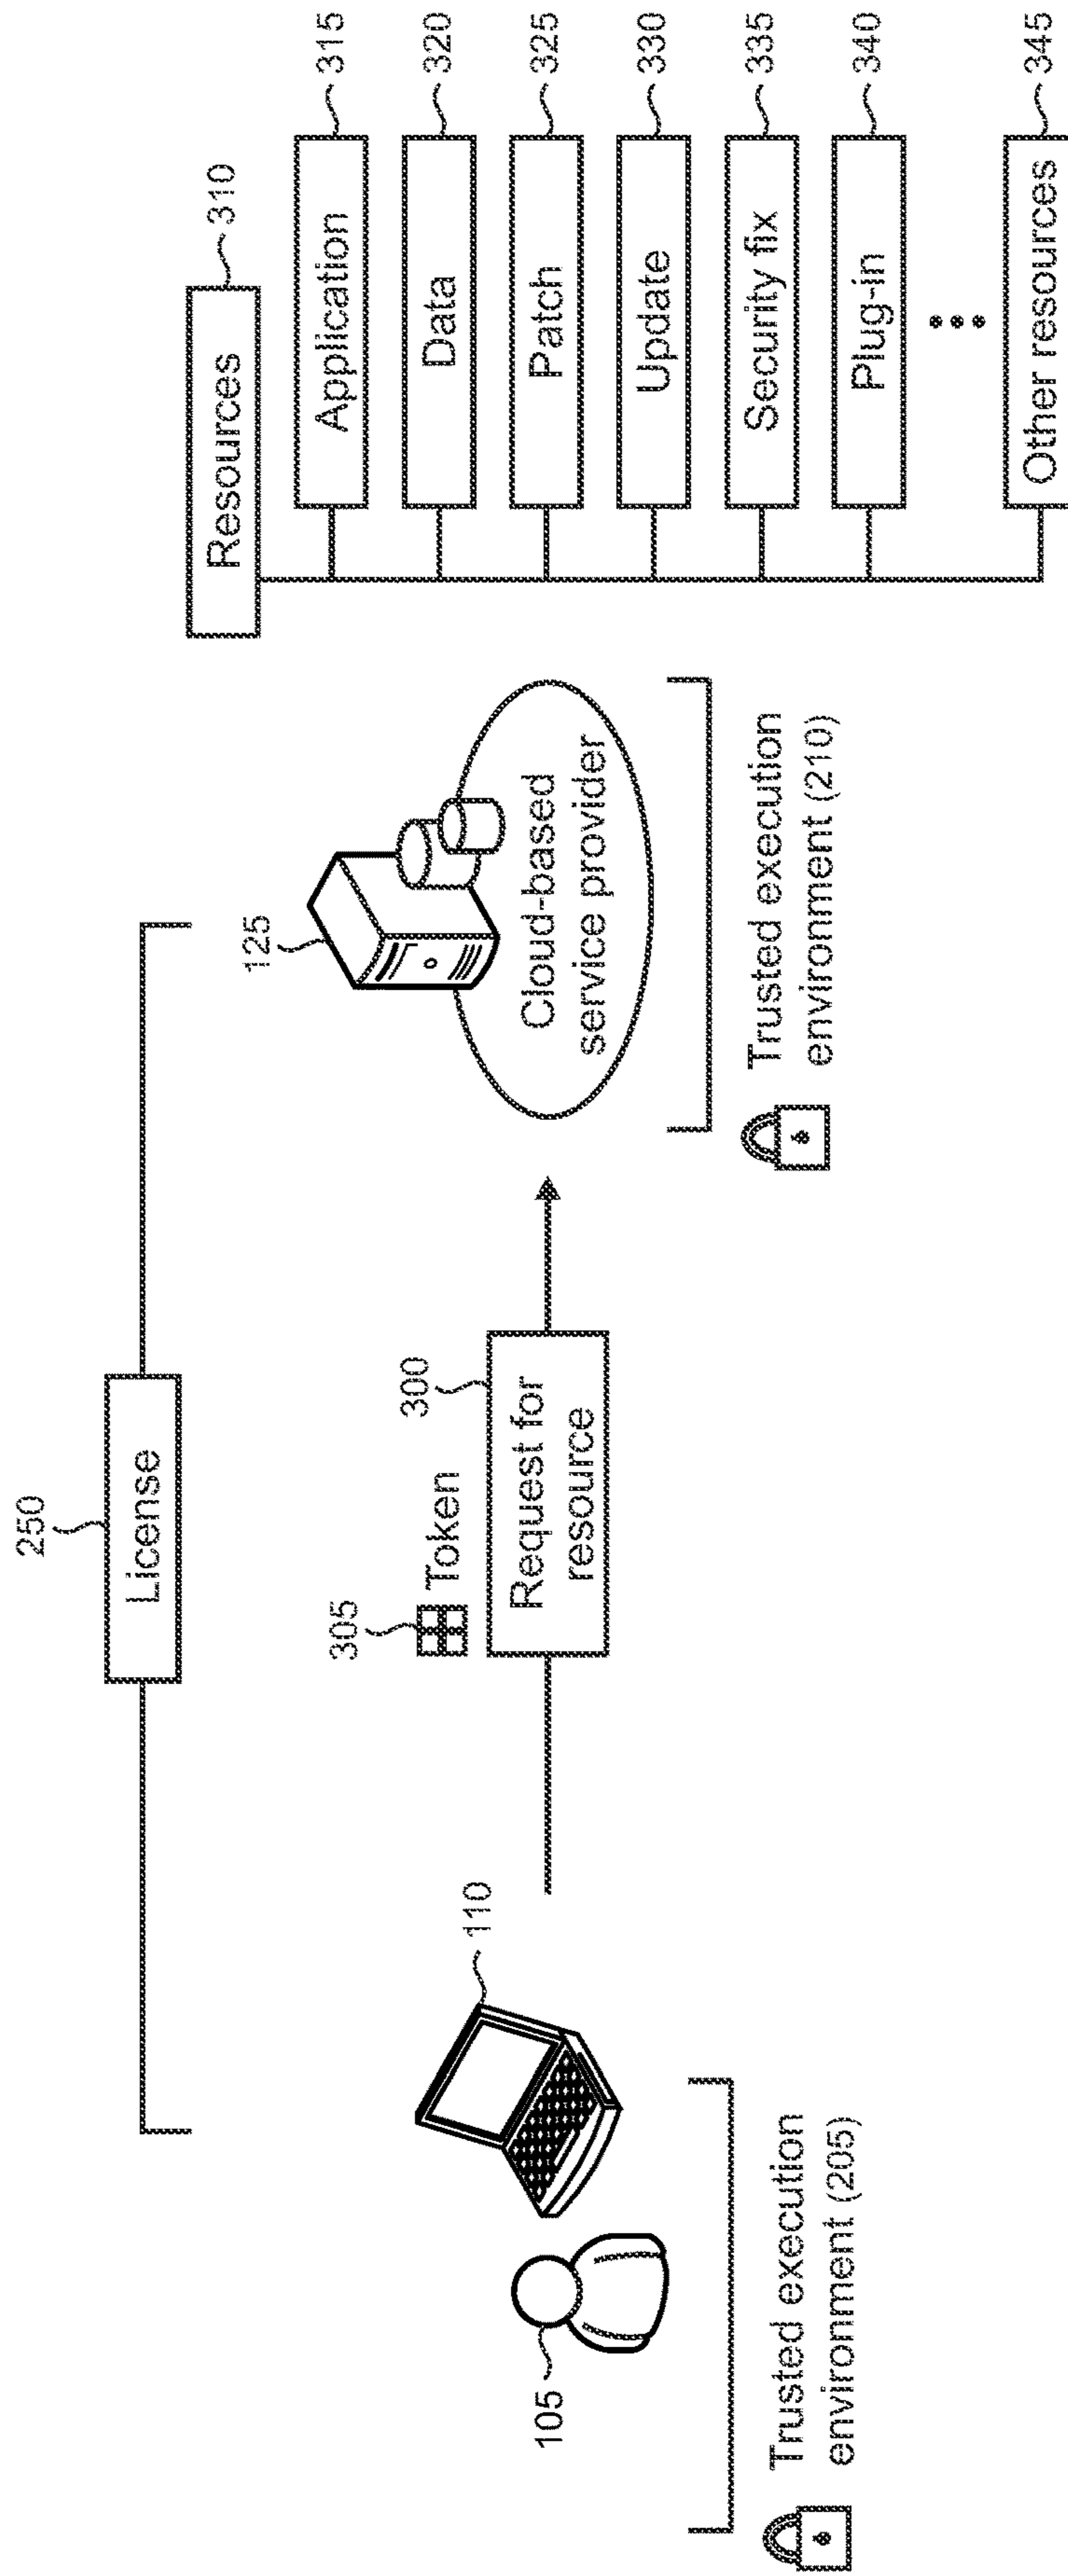 250
License
305
Token
300
Request for
resource
110
105
Trusted execution
environment (205)
125
Cloud-based
service provider
Trusted execution
environment (210)
Resources
310
Application
315
Data
320
Patch
325
Update
330
Security fix
335
Plug-in
340
Other resources
345